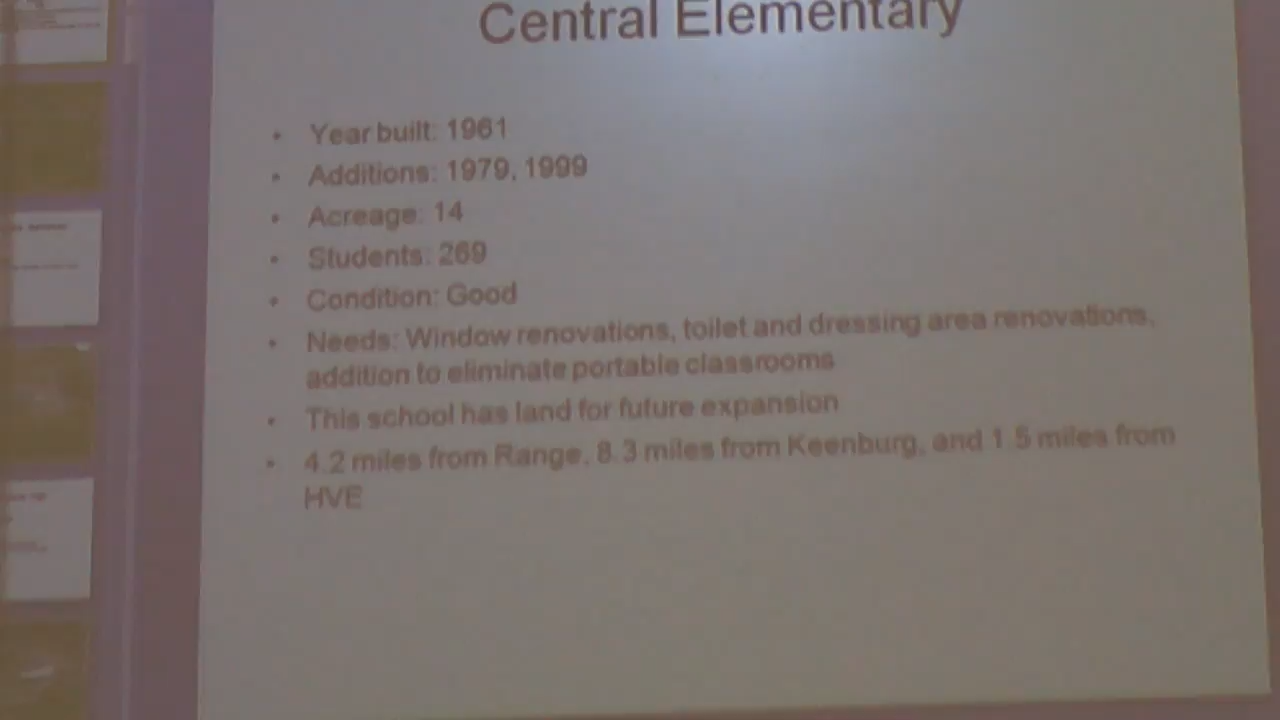 Central Elementary
• Year built: 1961
• Additions: 1979, 1999
• Acreage: 14
• Students: 269
• Condition: Good
• Needs: Window renovations, toilet and dressing area renovations,
addition to eliminate portable classrooms
• This school has land for future expansion
• 4.2 miles from Range, 8.3 miles from Keenburg, and 1.5 miles from
HVE